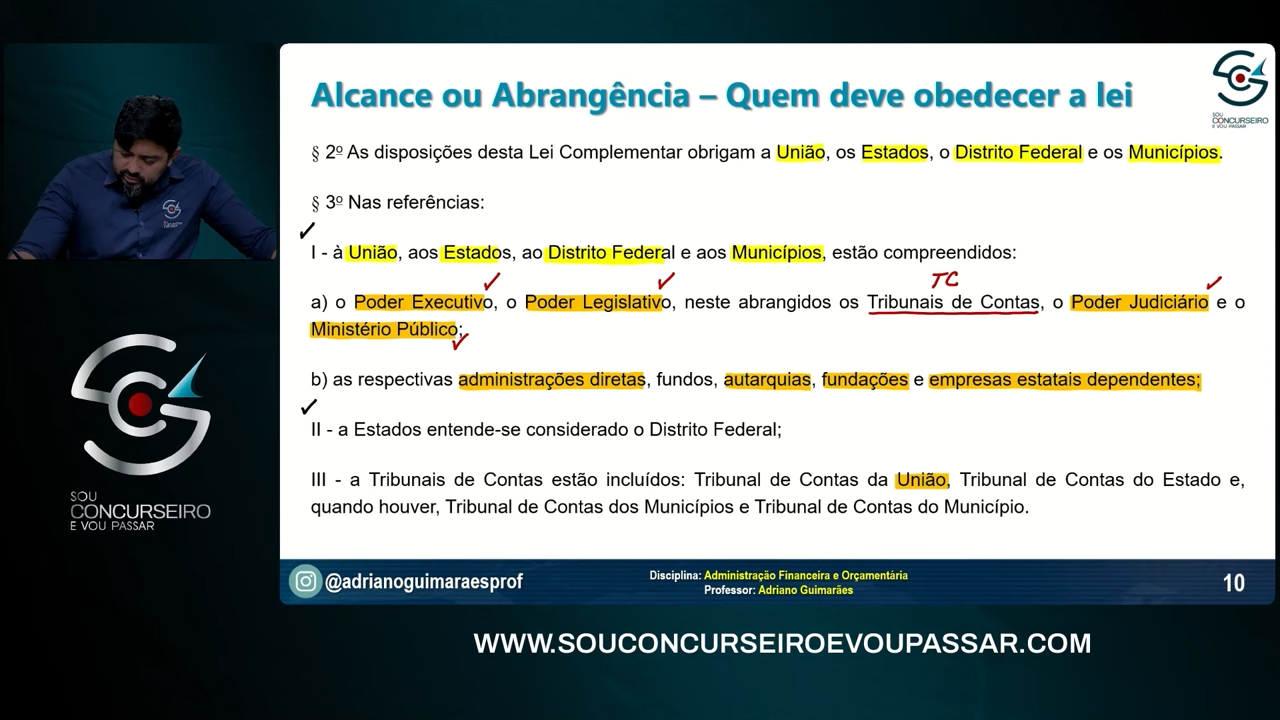 Alcance ou Abrangência – Quem deve obedecer a lei
SOU
CONCURSEIRO
E VOU PASSAR
§ 2º As disposições desta Lei Complementar obrigam a União, os Estados, o Distrito Federal e os Municípios.
§ 3º Nas referências:
I - à União, aos Estados, ao Distrito Federal e aos Municípios, estão compreendidos:
TC
a) o Poder Executivo, o Poder Legislativo, neste abrangidos os Tribunais de Contas, o Poder Judiciário e o
Ministério Público;
b) as respectivas administrações diretas, fundos, autarquias, fundações e empresas estatais dependentes;
II - a Estados entende-se considerado o Distrito Federal;
III - a Tribunais de Contas estão incluídos: Tribunal de Contas da União, Tribunal de Contas do Estado e,
quando houver, Tribunal de Contas dos Municípios e Tribunal de Contas do Município.
SOU
CONCURSEIRO
E VOU PASSAR
@adrianoguimaraesprof
Disciplina: Administração Financeira e Orçamentária
Professor: Adriano Guimarães
10
WWW.SOUCONCURSEIROEVOUPASSAR.COM